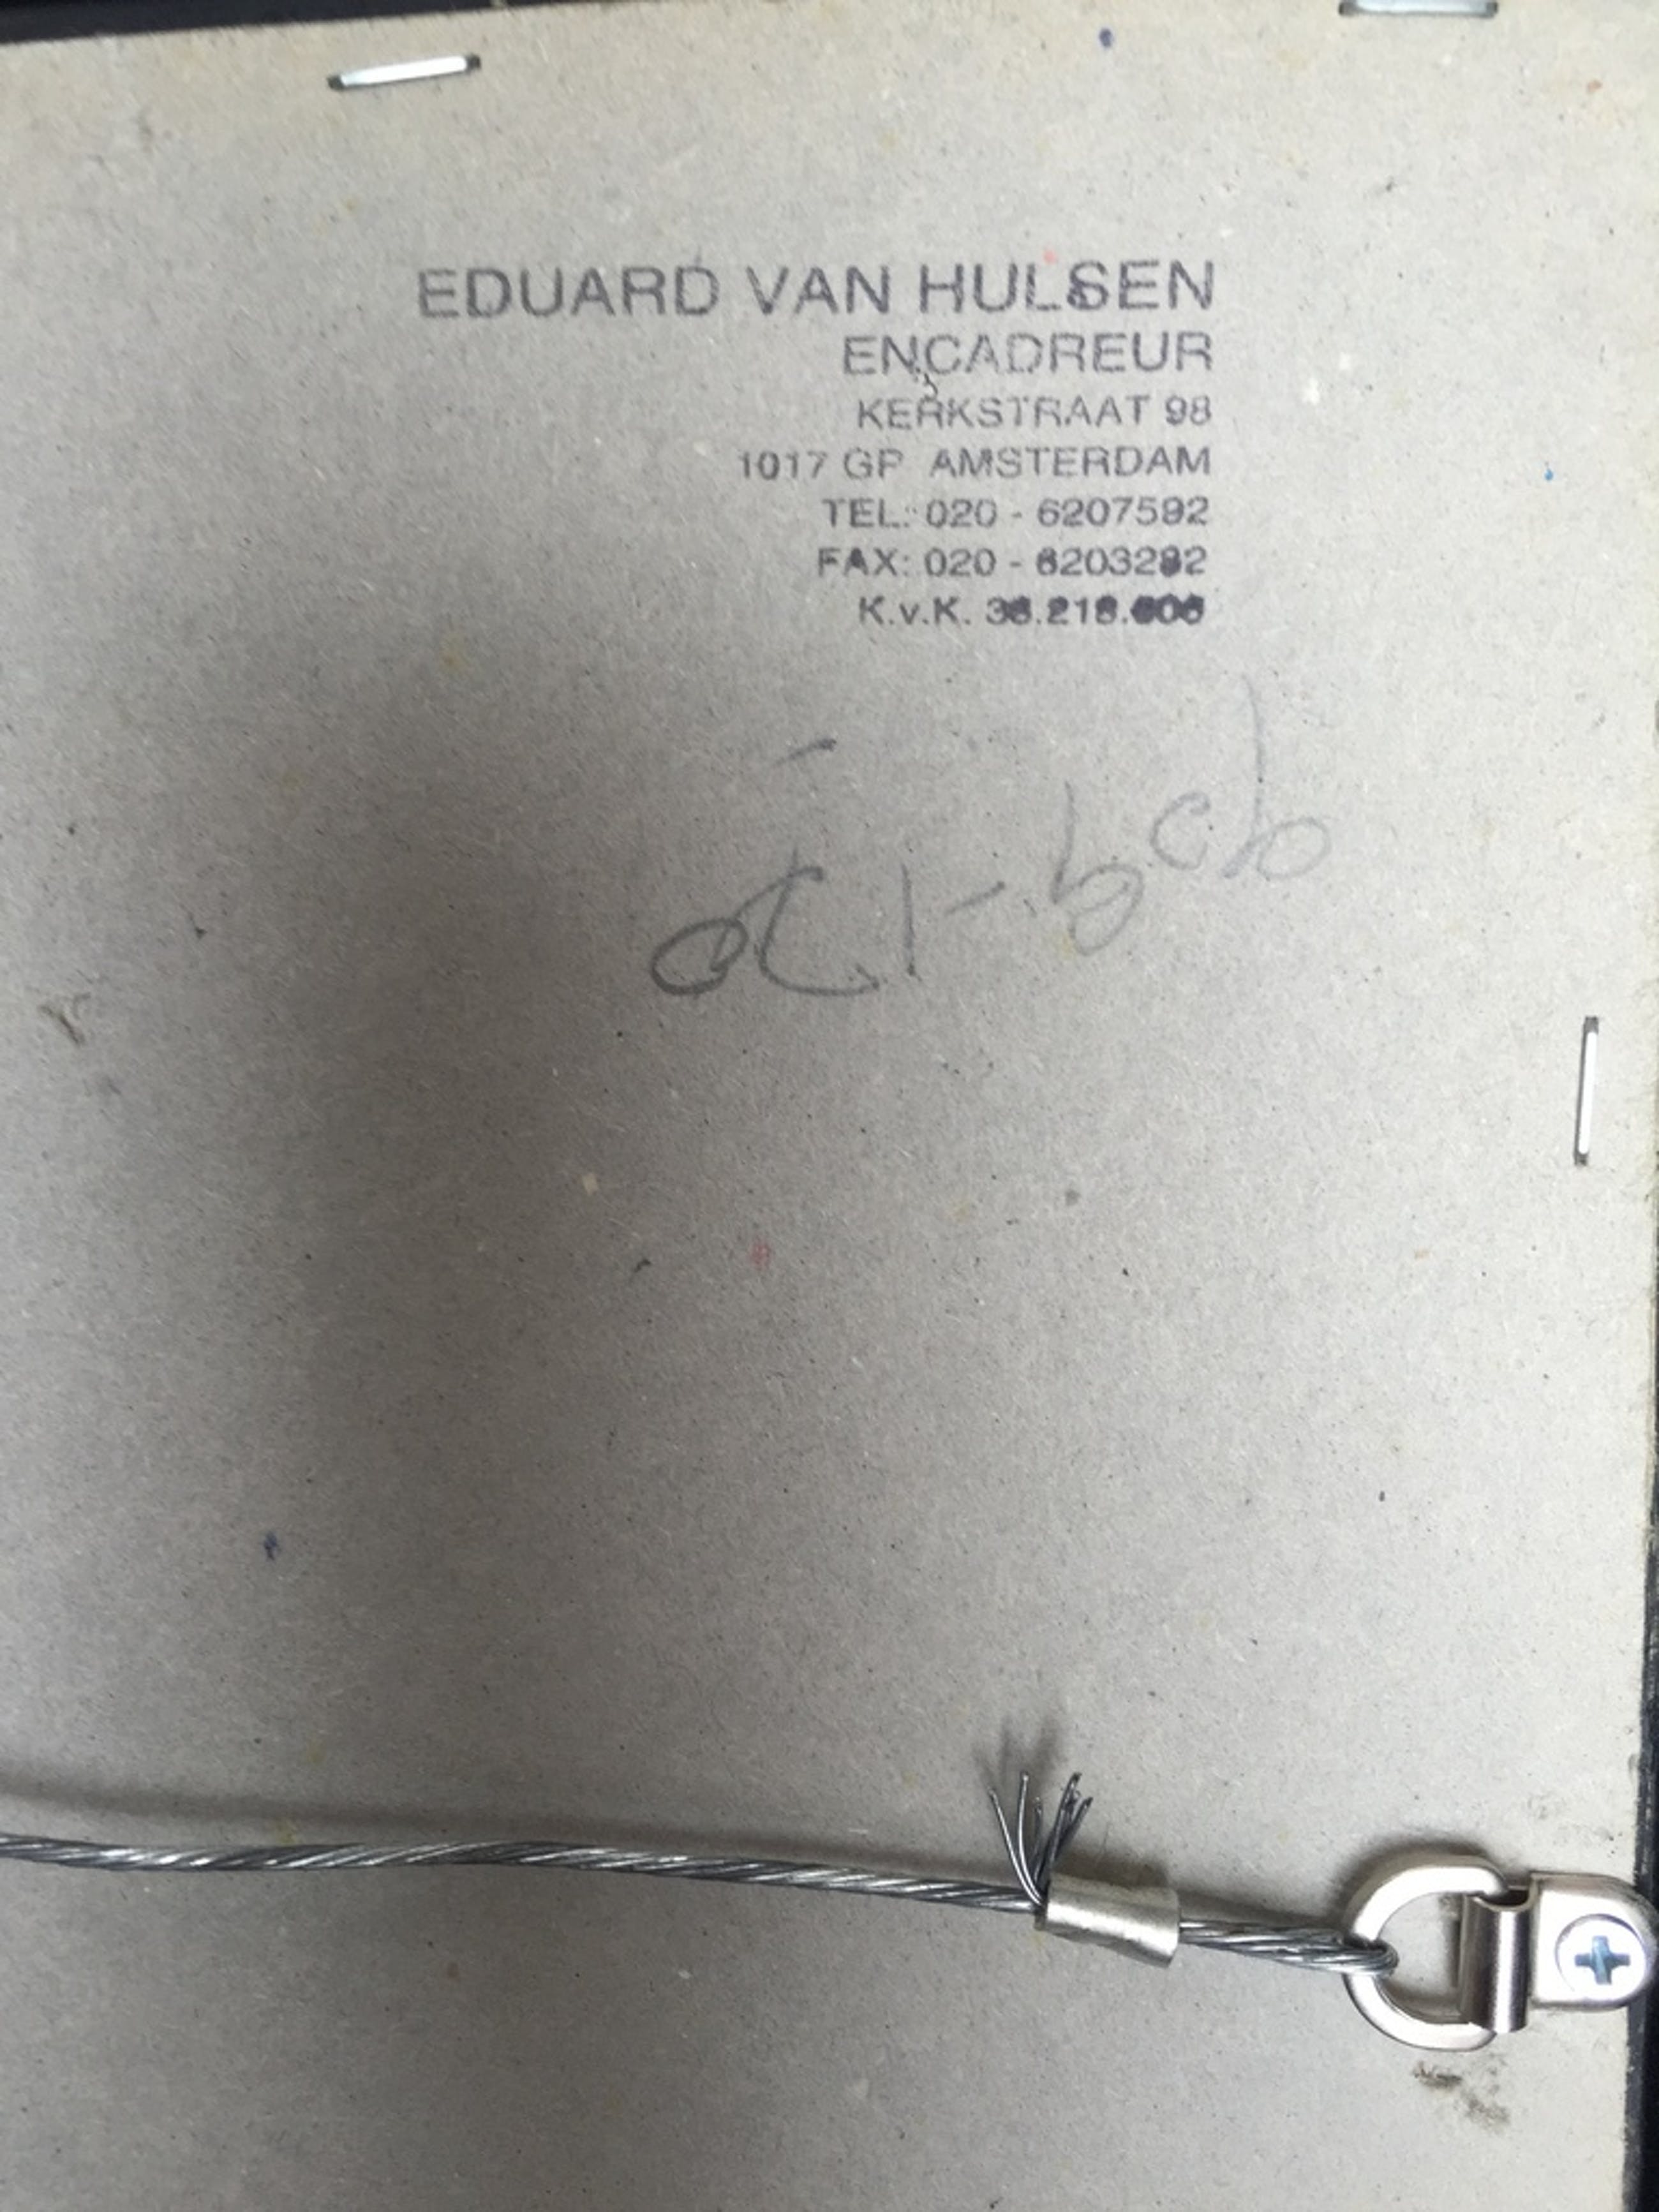 EDUARD VAN HULSEN
ENCADREUR
KERKSTRAAT 98
1017 GP AMSTERDAM
TEL: 020 - 6207592
FAX: 020 - 6203292
K.v.K.